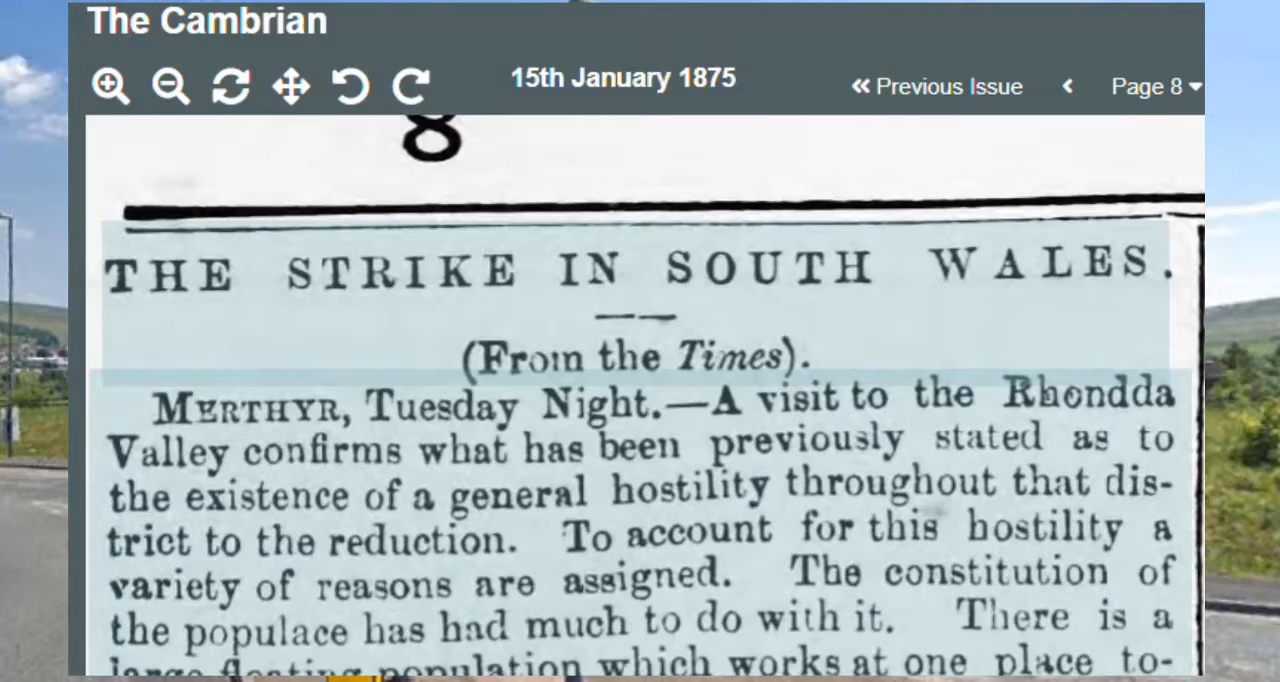 The Cambrian
15th January 1875
Previous Issue
Page 8
8
THE STRIKE IN SOUTH WALES.
(From the Times).
MERTHYR, Tuesday Night.—A visit to the Rhondda
Valley confirms what has been previously stated as to
the existence of a general hostility throughout that dis-
trict to the reduction. To account for this hostility a
variety of reasons are assigned. The constitution of
the populace has had much to do with it. There is a
large floating population which works at one place to-